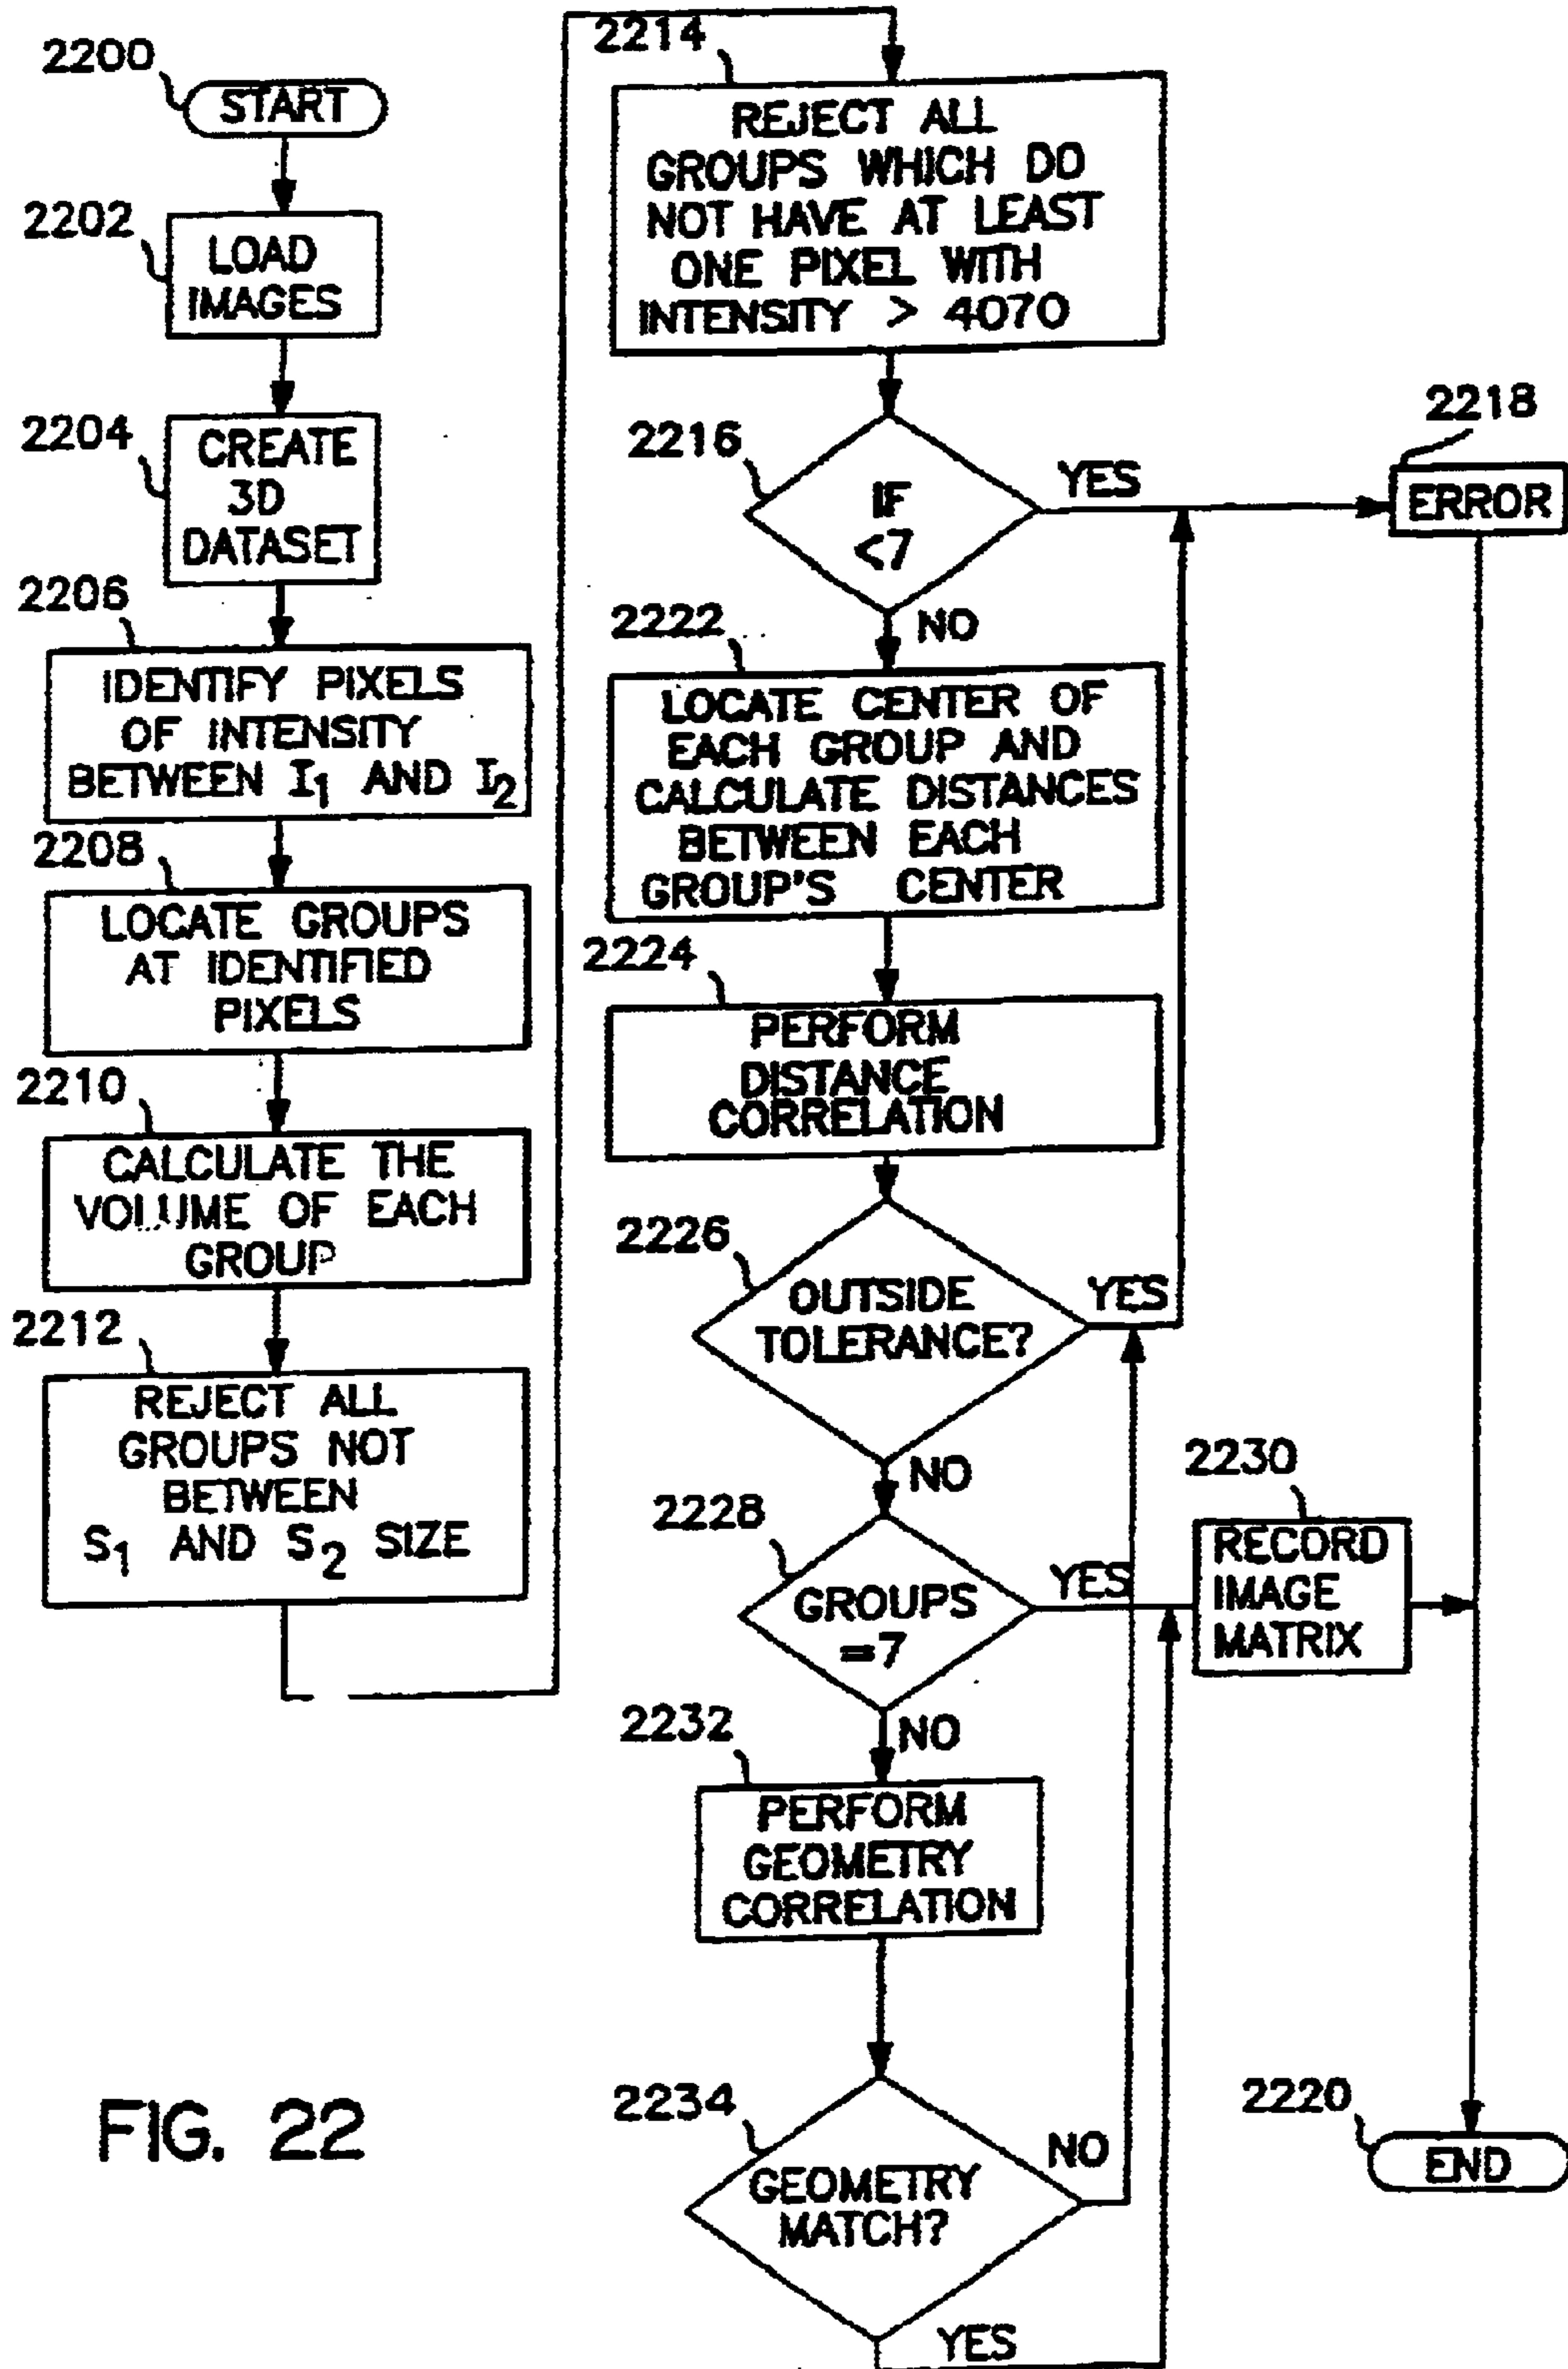 2200
START
2202
LOAD
IMAGES
2204
CREATE
3D
DATASET
2206
IDENTIFY PIXELS
OF INTENSITY
BETWEEN I1 AND I2
2208
LOCATE GROUPS
AT IDENTIFIED
PIXELS
2210
CALCULATE THE
VOLUME OF EACH
GROUP
2212
REJECT ALL
GROUPS NOT
BETWEEN
S1 AND S2 SIZE
2214
REJECT ALL
GROUPS WHICH DO
NOT HAVE AT LEAST
ONE PIXEL WITH
INTENSITY > 4070
2216
IF
<7
YES
2218
ERROR
NO
2222
LOCATE CENTER OF
EACH GROUP AND
CALCULATE DISTANCES
BETWEEN EACH
GROUP'S CENTER
2224
PERFORM
DISTANCE
CORRELATION
2226
OUTSIDE
TOLERANCE?
YES
NO
2228
GROUPS
=7
YES
2230
RECORD
IMAGE
MATRIX
NO
2232
PERFORM
GEOMETRY
CORRELATION
2234
GEOMETRY
MATCH?
NO
YES
2220
END
FIG. 22